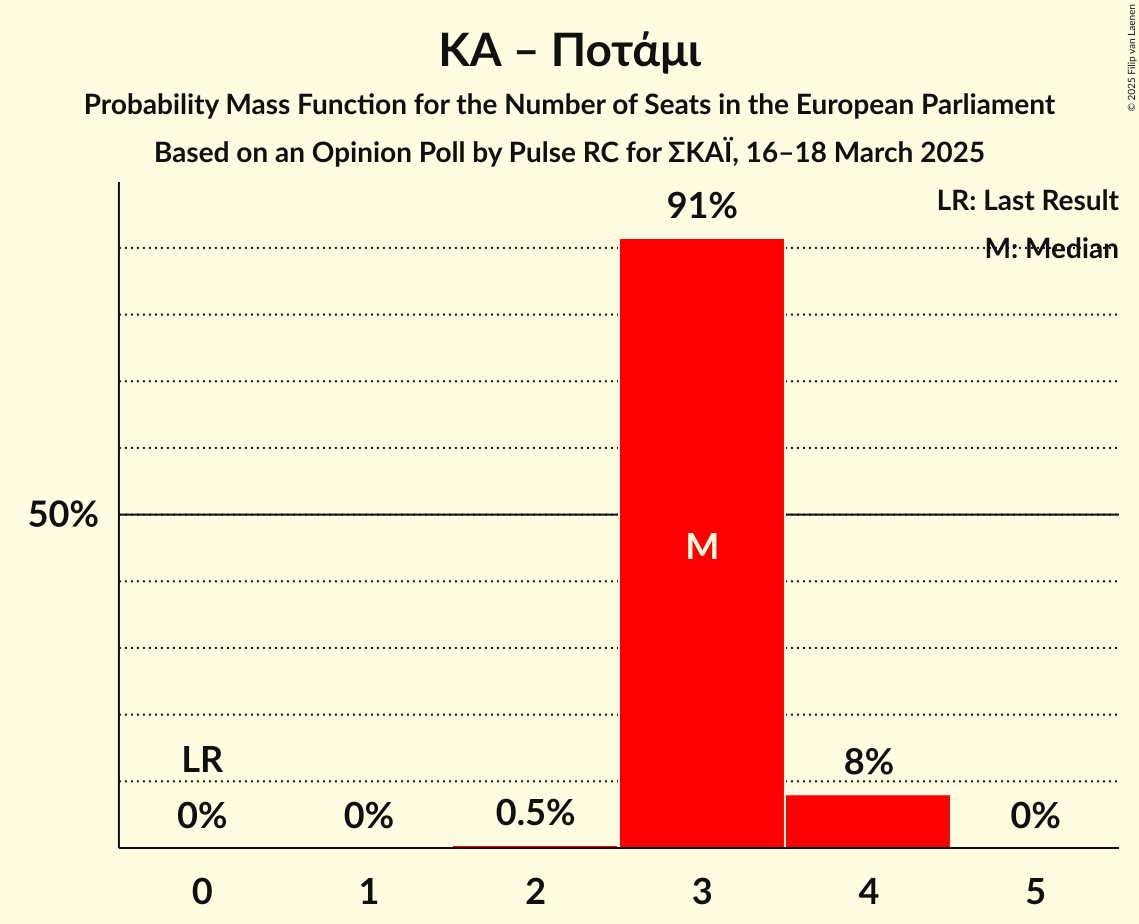 ΚΑ – Ποτάμι
Probability Mass Function for the Number of Seats in the European Parliament
Based on an Opinion Poll by Pulse RC for ΣΚΑΪ, 16–18 March 2025
© 2025 Filip van Laenen
LR: Last Result
M: Median
91%
50%
M
LR
8%
0%
0%
0.5%
0%
0
1
2
3
4
5